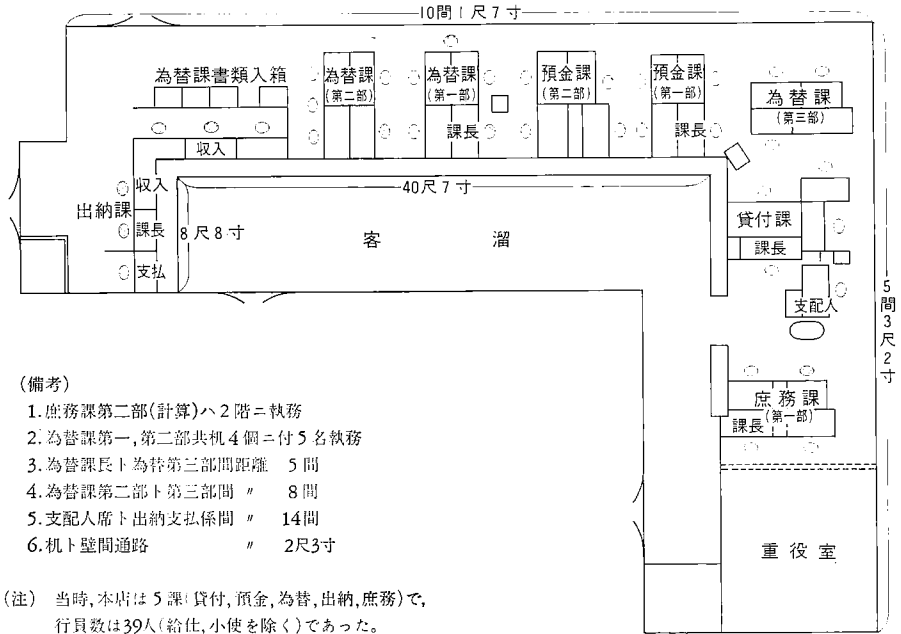 10間1尺7寸
為替課書類入箱
為替課
(第二部)
為替課
(第一部)
課長
預金課
(第二部)
預金課
(第一部)
課長
為替課
(第三部)
収入
収入
出納課
課長
支払
8尺8寸
40尺7寸
客溜
貸付課
課長
支配人
5間3尺2寸
庶務課
(第一部)
課長
重役室
(備考)
1.庶務課第二部(計算)ハ2階ニ執務
2.為替課第一,第二部共机4個ニ付5名執務
3.為替課長ト為替第三部間距離 5間
4.為替課第二部ト第三部間 〃 8間
5.支配人席ト出納支払係間 〃 14間
6.机ト壁間通路 〃 2尺3寸
(注) 当時,本店は5課(貸付,預金,為替,出納,庶務)で,
行員数は39人(給仕,小使を除く)であった。